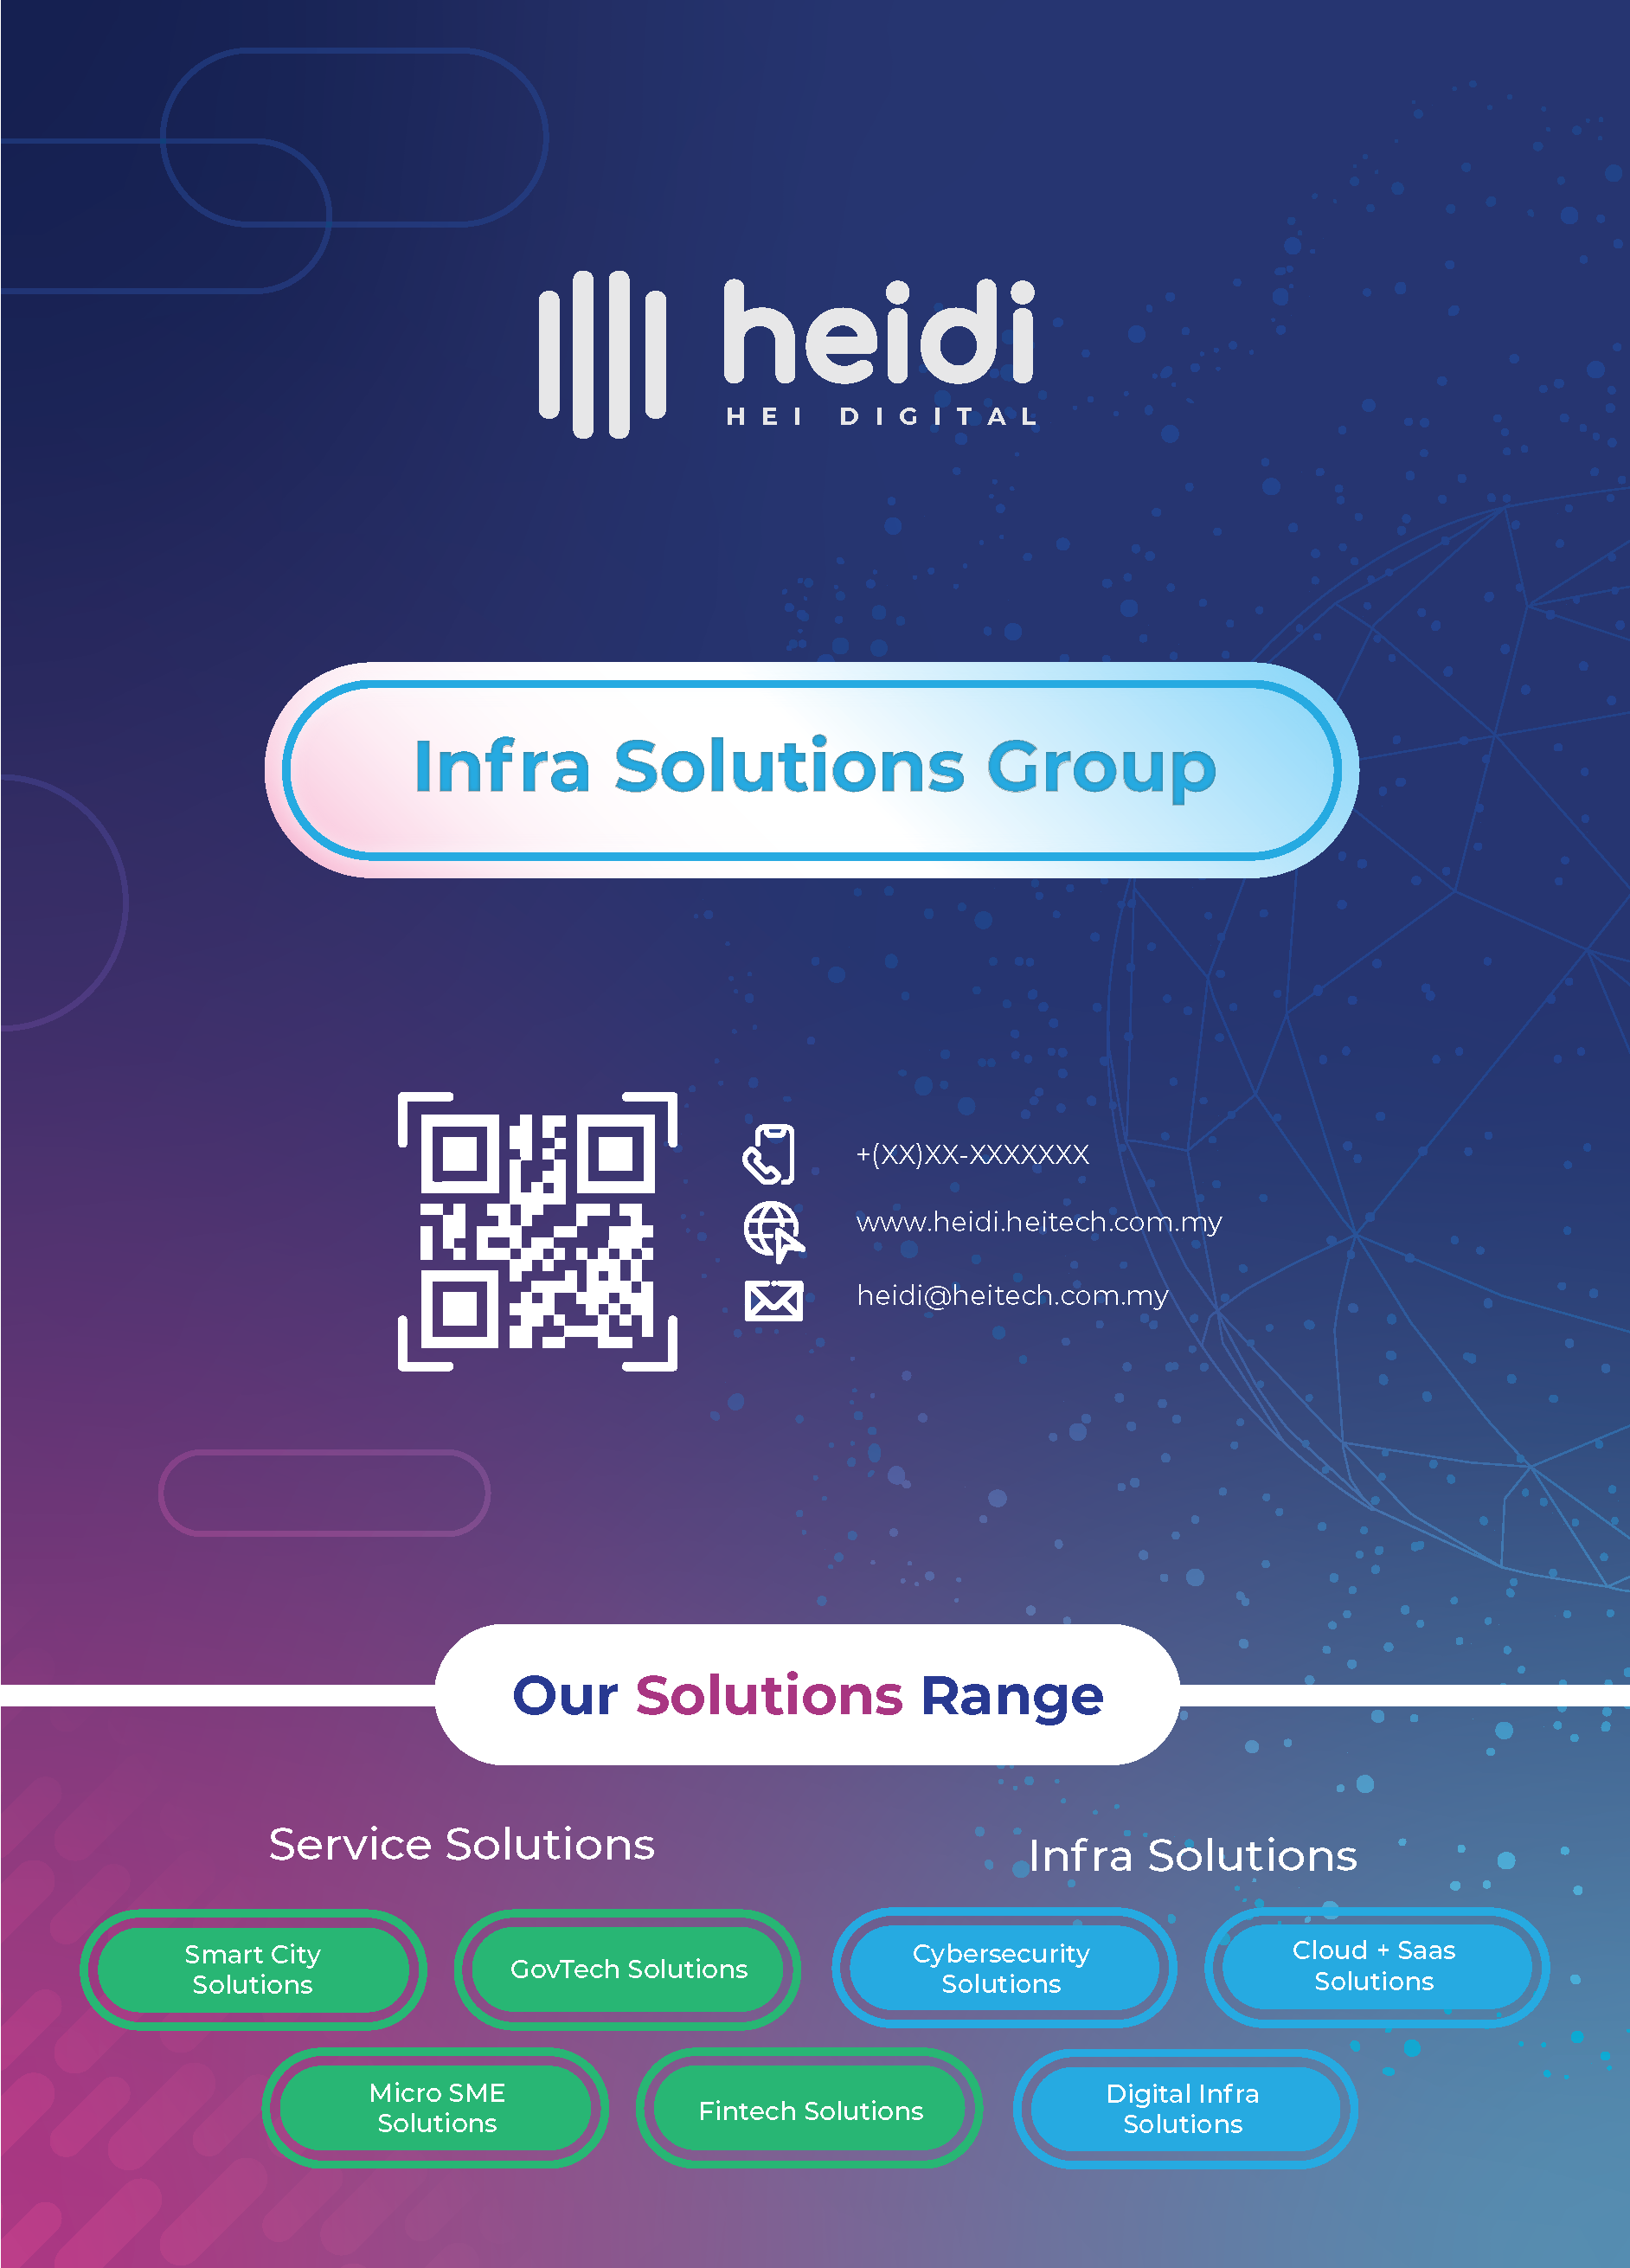 heidi
HEI DIGITAL
Infra Solutions Group
+(XX)XX-XXXXXXX
www.heidi.heitech.com.my
heidi@heitech.com.my
Our Solutions Range
Service Solutions
Smart City
Solutions
GovTech Solutions
Micro SME
Solutions
Fintech Solutions
Infra Solutions
Cybersecurity
Solutions
Cloud + Saas
Solutions
Digital Infra
Solutions